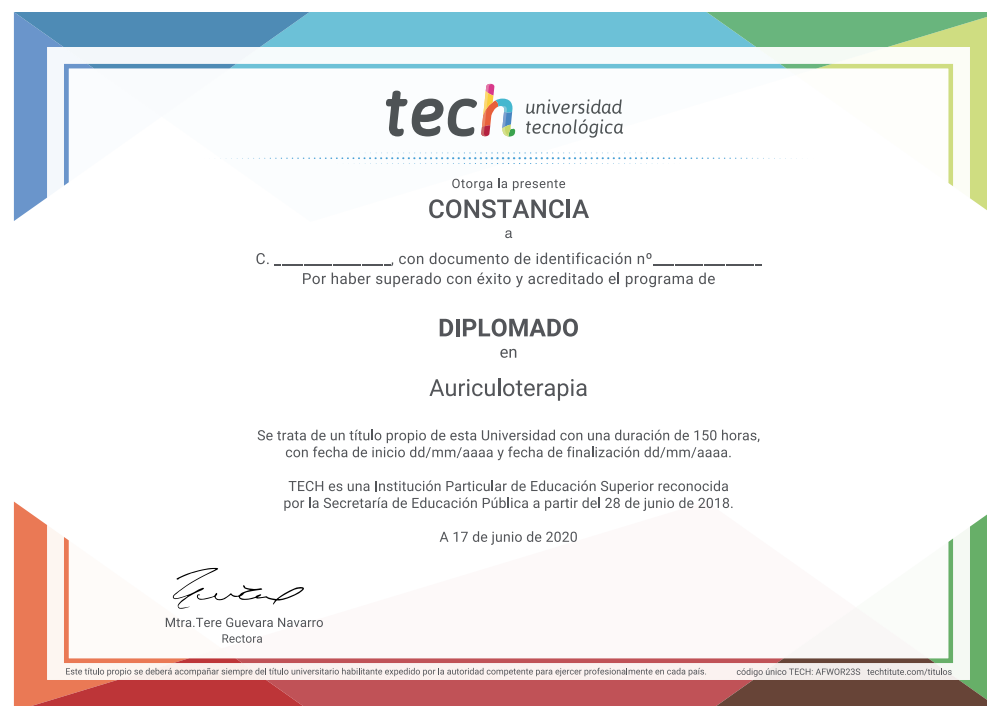 tech universidad
tecnológica
Otorga la presente
CONSTANCIA
a
C. _______________, con documento de identificación nº______________
Por haber superado con éxito y acreditado el programa de
DIPLOMADO
en
Auriculoterapia
Se trata de un título propio de esta Universidad con una duración de 150 horas,
con fecha de inicio dd/mm/aaaa y fecha de finalización dd/mm/aaaa.
TECH es una Institución Particular de Educación Superior reconocida
por la Secretaría de Educación Pública a partir del 28 de junio de 2018.
A 17 de junio de 2020
Mtra.Tere Guevara Navarro
Rectora
Este título propio se deberá acompañar siempre del título universitario habilitante expedido por la autoridad competente para ejercer profesionalmente en cada país. código único TECH: AFWOR23S techtitute.com/titulos